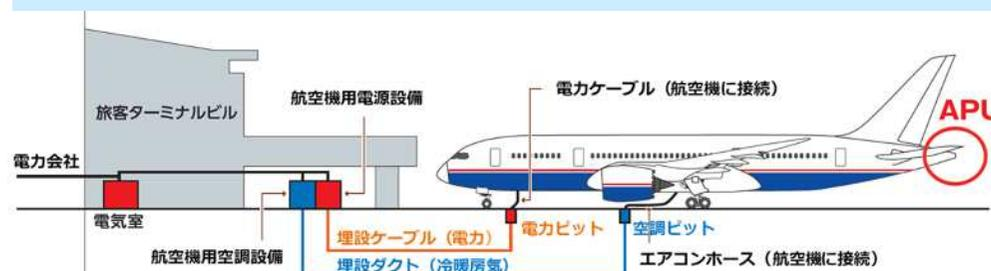 電力ケーブル（航空機に接続）
航空機用電源設備
旅客ターミナルビル
APU
電力会社
電気室
電力ピット
空調ピット
埋設ケーブル（電力）
航空機用空調設備
エアコンホース（航空機に接続）
埋設ダクト（冷暖房気）